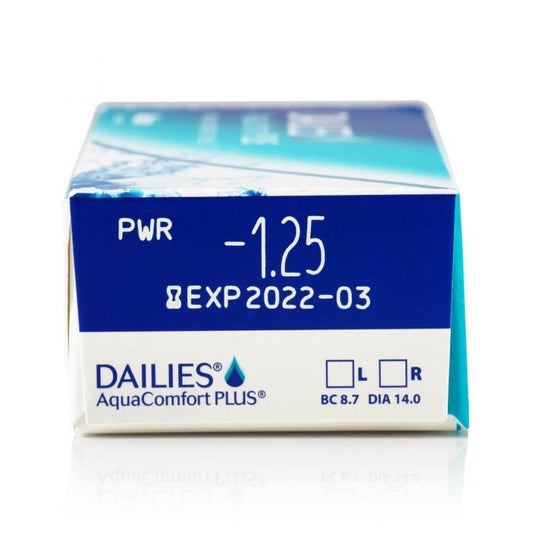 PWR -1.25
EXP 2022-03
DAILIES®
AquaComfort PLUS®
L R
BC 8.7 DIA 14.0